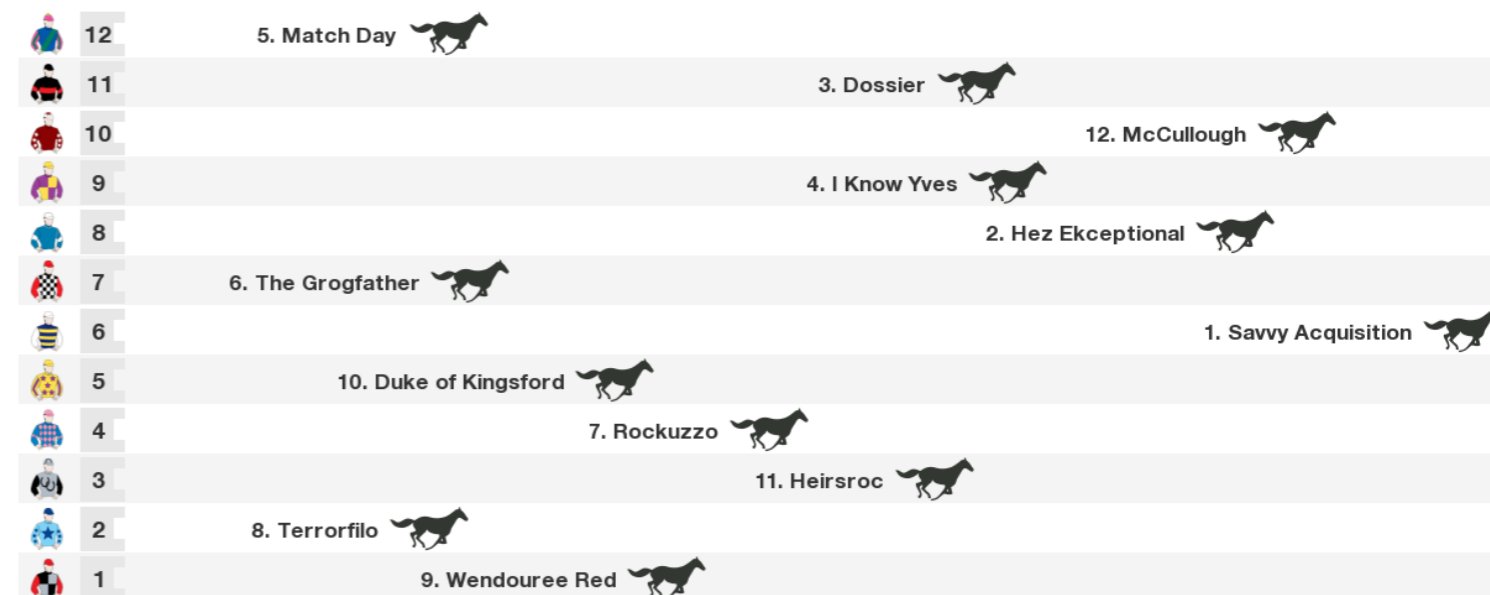 12 5. Match Day
11 3. Dossier
10 12. McCullough
9 4. I Know Yves
8 2. Hez Ekceptional
7 6. The Grogfather
6 1. Savvy Acquisition
5 10. Duke of Kingsford
4 7. Rockuzzo
3 11. Heirsroc
2 8. Terrorfilo
1 9. Wendouree Red